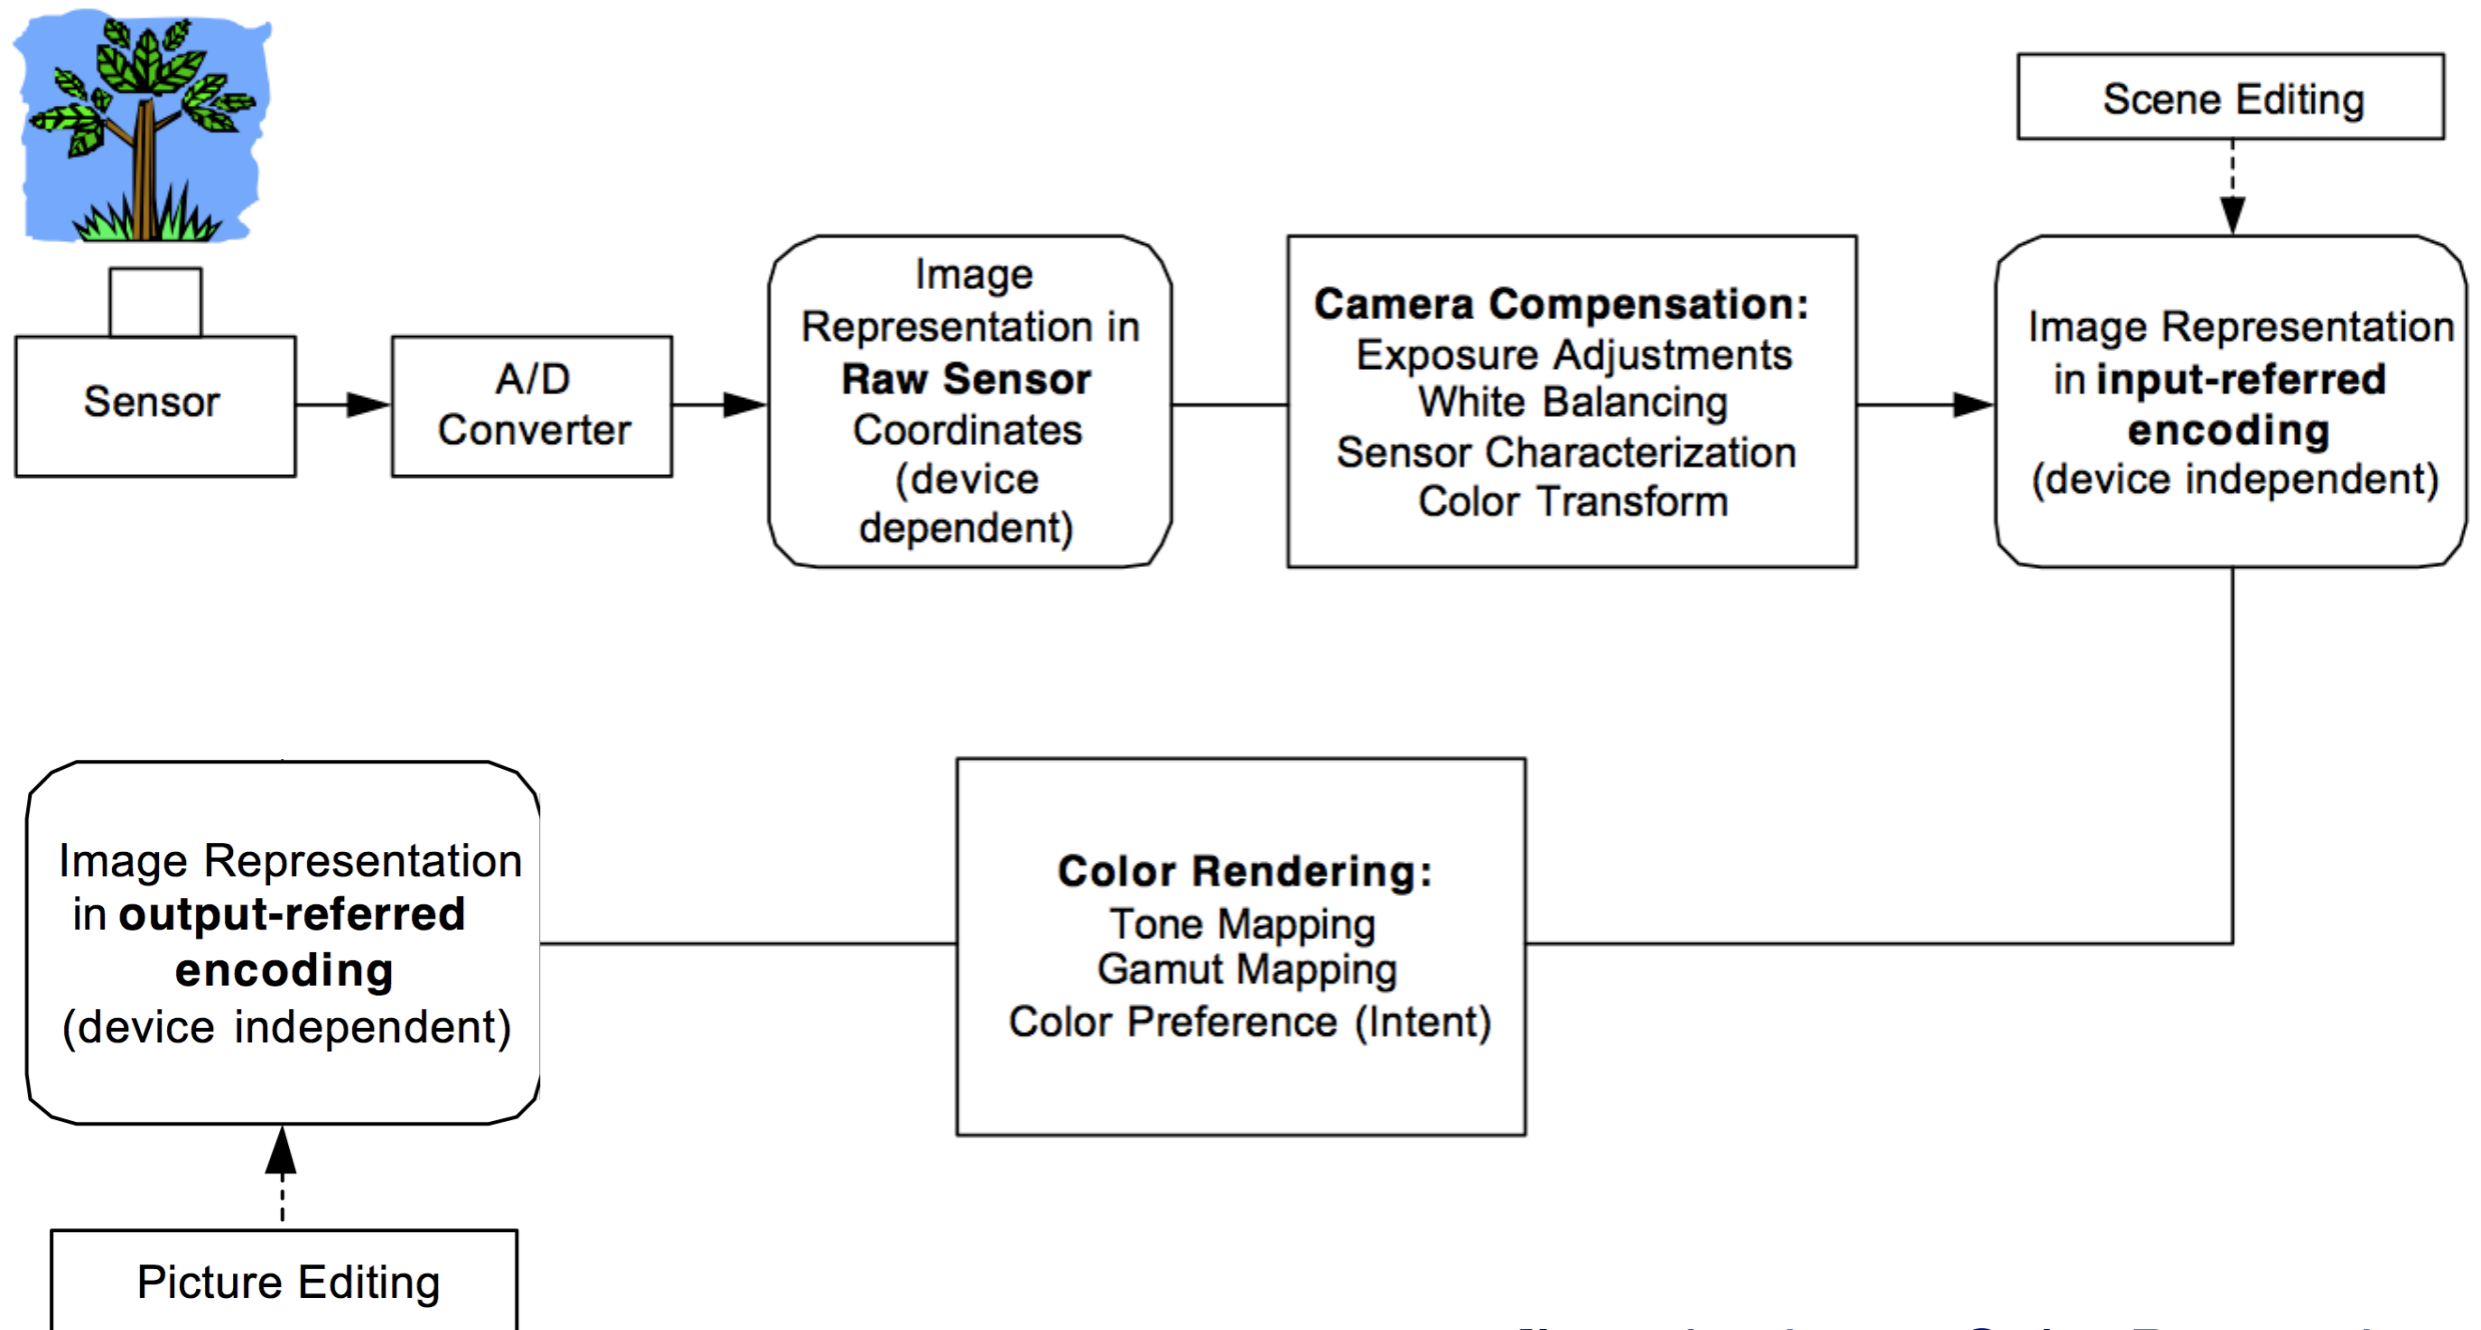 Scene Editing
Sensor
A/D
Converter
Image
Representation in
Raw Sensor
Coordinates
(device
dependent)
Camera Compensation:
Exposure Adjustments
White Balancing
Sensor Characterization
Color Transform
Image Representation
in input-referred
encoding
(device independent)
Image Representation
in output-referred
encoding
(device independent)
Color Rendering:
Tone Mapping
Gamut Mapping
Color Preference (Intent)
Picture Editing